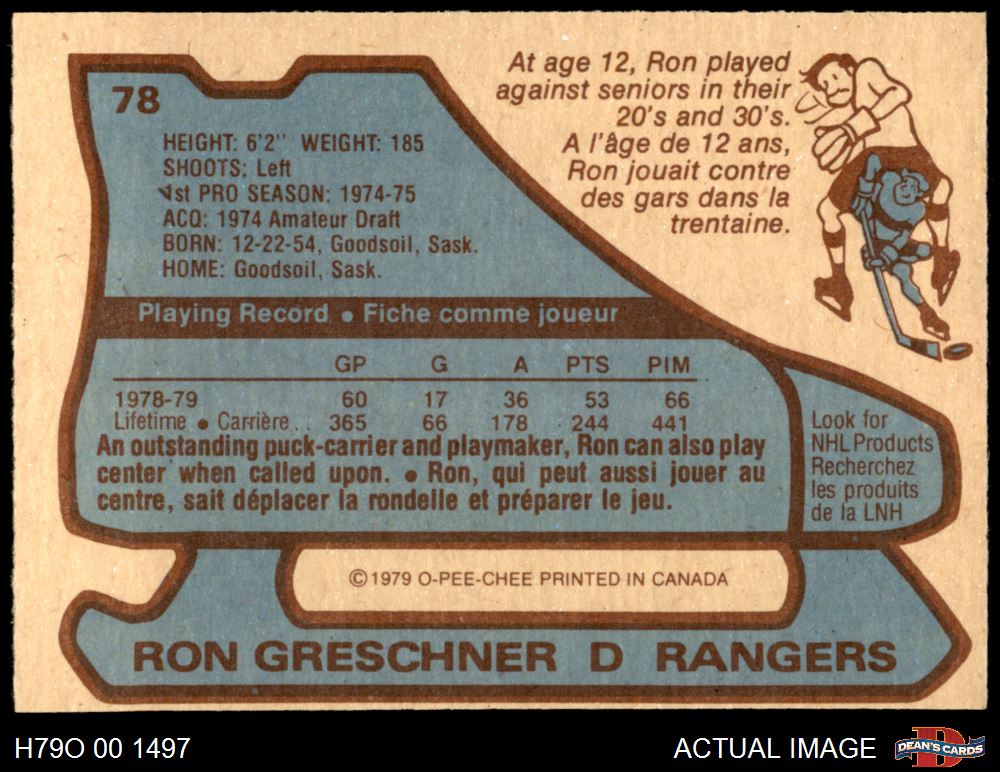 78
HEIGHT: 6'2" WEIGHT: 185
SHOOTS: Left
1st PRO SEASON: 1974-75
ACQ: 1974 Amateur Draft
BORN: 12-22-54, Goodsoil, Sask.
HOME: Goodsoil, Sask.
At age 12, Ron played
against seniors in their
20's and 30's.
A l'âge de 12 ans,
Ron jouait contre
des gars dans la
trentaine.
Playing Record • Fiche comme joueur
GP G A PTS PIM
1978-79 60 17 36 53 66
Lifetime • Carrière.. 365 66 178 244 441
An outstanding puck-carrier and playmaker, Ron can also play
center when called upon. • Ron, qui peut aussi jouer au
centre, sait déplacer la rondelle et préparer le jeu.
Look for
NHL Products
Recherchez
les produits
de la LNH
©1979 O-PEE-CHEE PRINTED IN CANADA
RON GRESCHNER D RANGERS
H79O 00 1497
ACTUAL IMAGE
D
DEAN'S CARDS